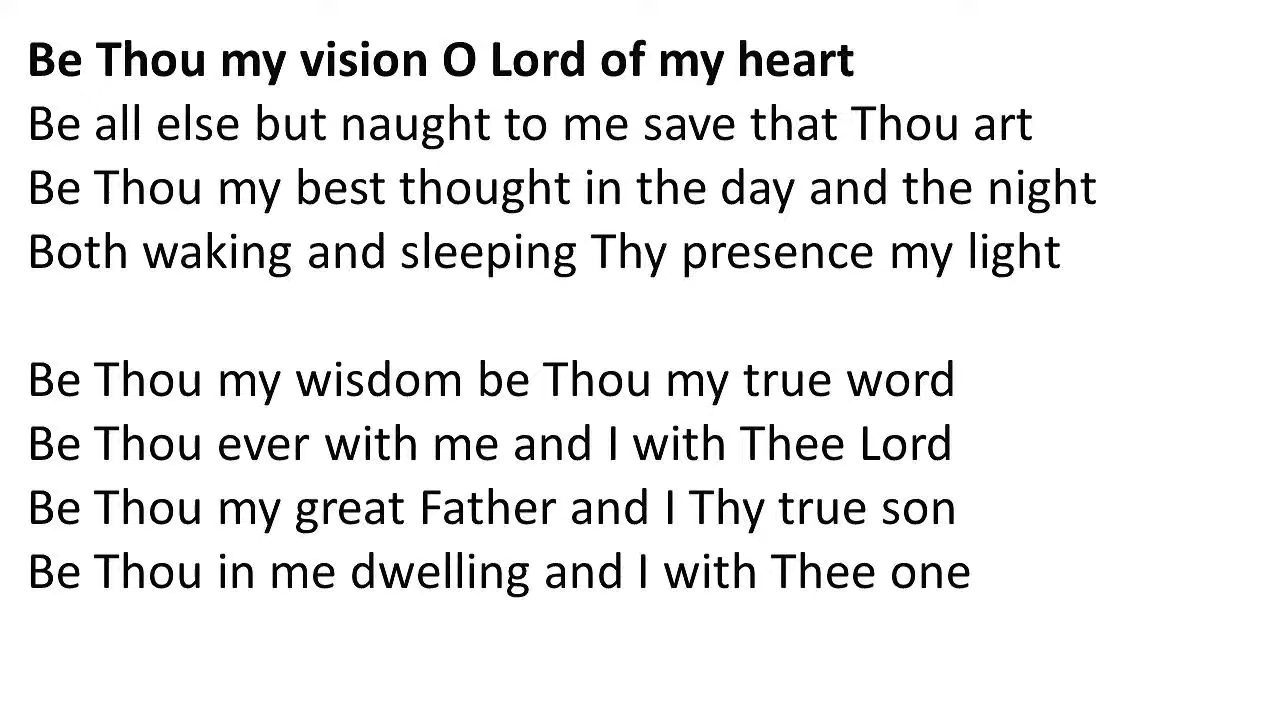 Be Thou my vision O Lord of my heart
Be all else but naught to me save that Thou art
Be Thou my best thought in the day and the night
Both waking and sleeping Thy presence my light

Be Thou my wisdom be Thou my true word
Be Thou ever with me and I with Thee Lord
Be Thou my great Father and I Thy true son
Be Thou in me dwelling and I with Thee one